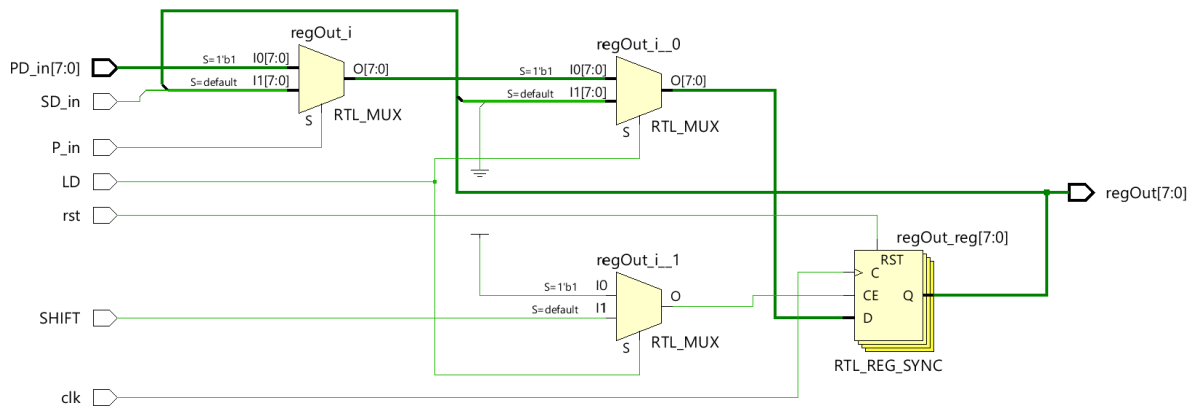 regOut_i
PD_in[7:0]
S=1'b1 I0[7:0]
S=default I1[7:0]
O[7:0]
SD_in
S
RTL_MUX
P_in
regOut_i__0
S=1'b1 I0[7:0]
S=default I1[7:0]
O[7:0]
S
RTL_MUX
LD
rst
regOut[7:0]
regOut_reg[7:0]
RST
C
CE
Q
D
RTL_REG_SYNC
regOut_i__1
S=1'b1 I0
S=default I1
O
S
RTL_MUX
SHIFT
clk